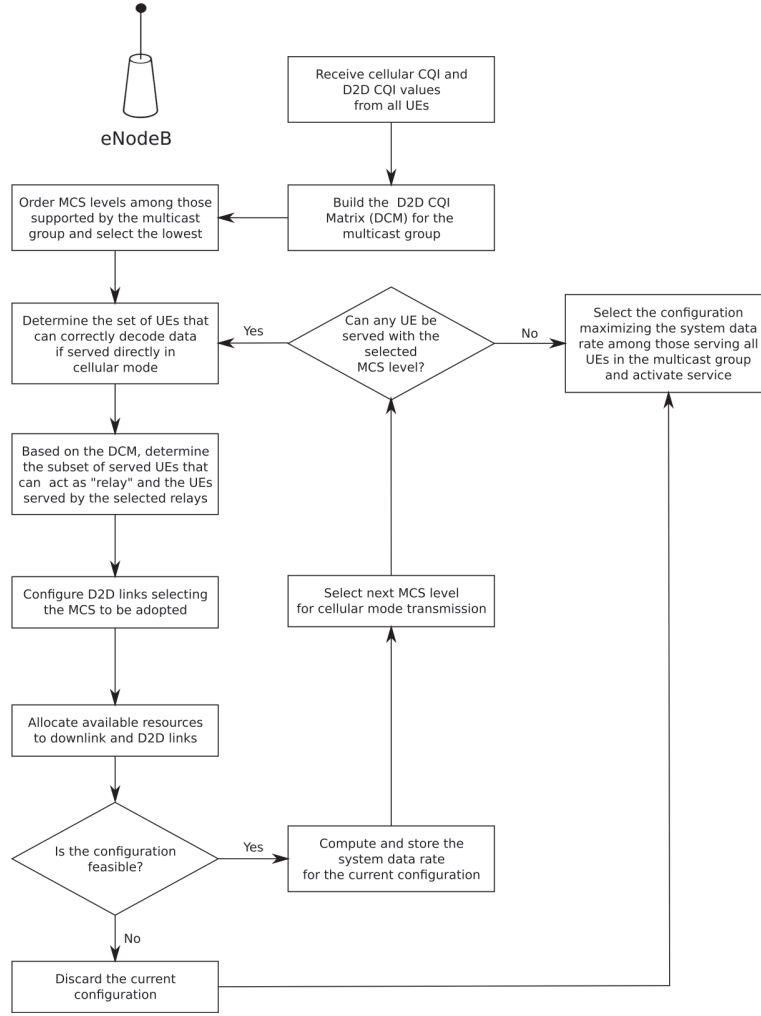 eNodeB
Receive cellular CQI and
D2D CQI values
from all UEs
Build the D2D CQI
Matrix (DCM) for the
multicast group
Order MCS levels among those
supported by the multicast
group and select the lowest
Determine the set of UEs that
can correctly decode data
if served directly in
cellular mode
Yes
Can any UE be
served with the
selected
MCS level?
No
Select the configuration
maximizing the system data
rate among those serving all
UEs in the multicast group
and activate service
Based on the DCM, determine
the subset of served UEs that
can act as "relay" and the UEs
served by the selected relays
Configure D2D links selecting
the MCS to be adopted
Select next MCS level
for cellular mode transmission
Allocate available resources
to downlink and D2D links
Is the configuration
feasible?
Yes
Compute and store the
system data rate
for the current configuration
No
Discard the current
configuration